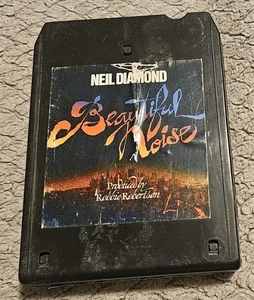 NEIL DIAMOND
Beautiful
Noise
Produced by
Robbie Robertson